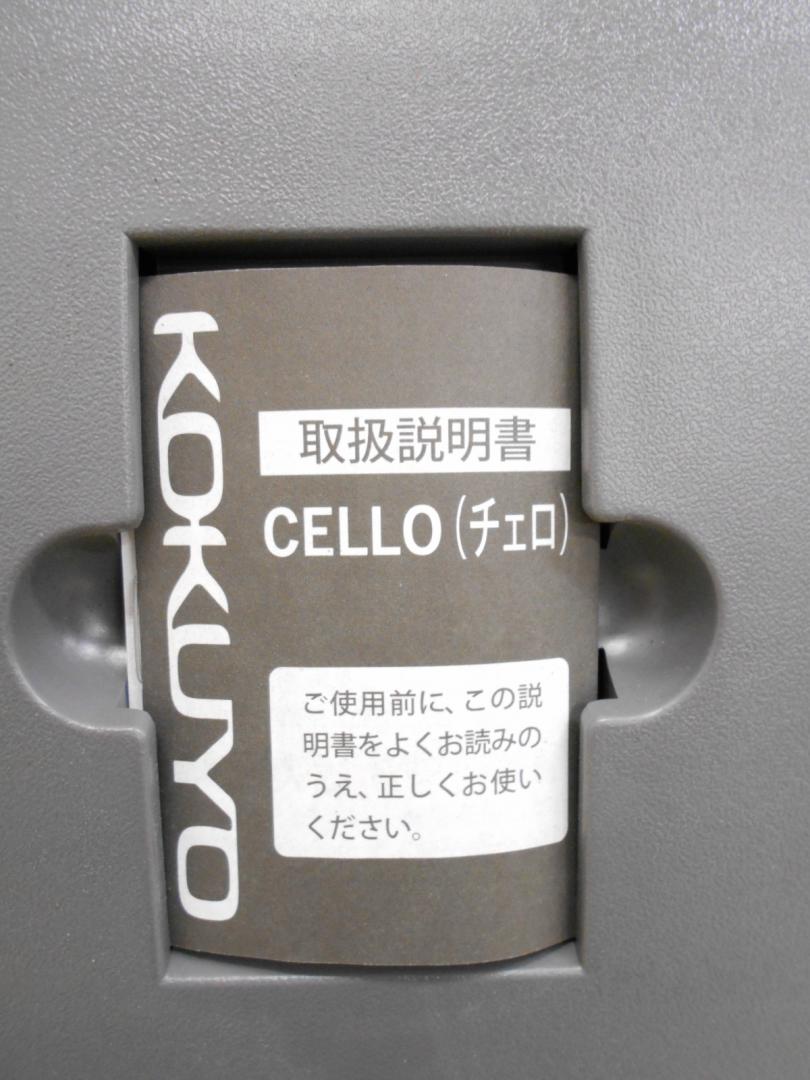 KOKUYO
取扱説明書
CELLO(チェロ)
ご使用前に、この説
明書をよくお読みの
うえ、正しくお使い
ください。